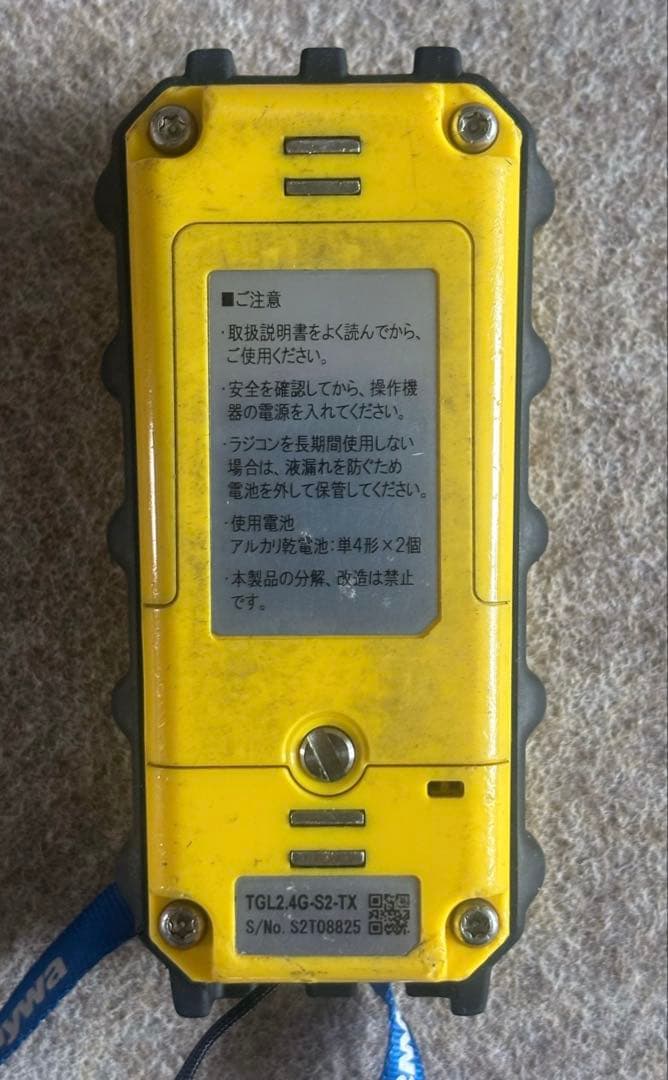 ■ご注意
・取扱説明書をよく読んでから、
ご使用ください。
・安全を確認してから、操作機
器の電源を入れてください。
・ラジコンを長期間使用しない
場合は、液漏れを防ぐため
電池を外して保管してください。
・使用電池
アルカリ乾電池:単4形×2個
・本製品の分解、改造は禁止
です。
TGL2.4G-S2-TX
S/No. S2T08825